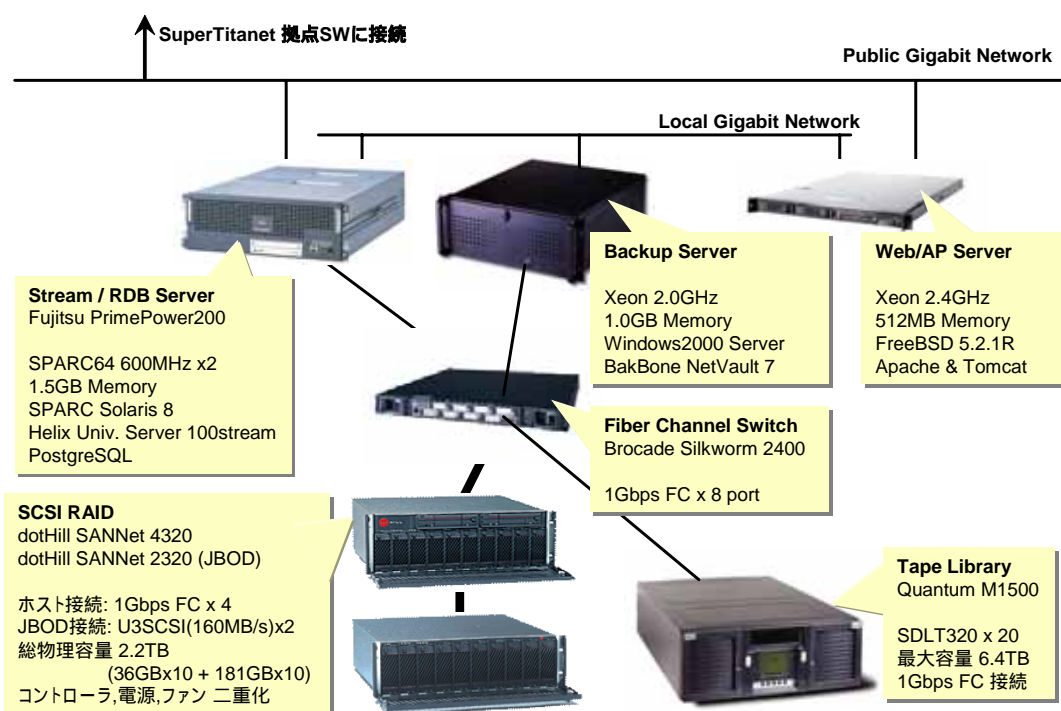 SuperTitanet 拠点SWに接続
Public Gigabit Network
Local Gigabit Network
Stream / RDB Server
Fujitsu PrimePower200
SPARC64 600MHz x2
1.5GB Memory
SPARC Solaris 8
Helix Univ. Server 100stream
PostgreSQL
Backup Server
Xeon 2.0GHz
1.0GB Memory
Windows2000 Server
BakBone NetVault 7
Web/AP Server
Xeon 2.4GHz
512MB Memory
FreeBSD 5.2.1R
Apache & Tomcat
Fiber Channel Switch
Brocade Silkworm 2400
1Gbps FC x 8 port
SCSI RAID
dotHill SANNet 4320
dotHill SANNet 2320 (JBOD)
ホスト接続: 1Gbps FC x 4
JBOD接続: U3SCSI(160MB/s)x2
総物理容量 2.2TB
(36GBx10 + 181GBx10)
コントローラ,電源,ファン 二重化
Tape Library
Quantum M1500
SDLT320 x 20
最大容量 6.4TB
1Gbps FC 接続